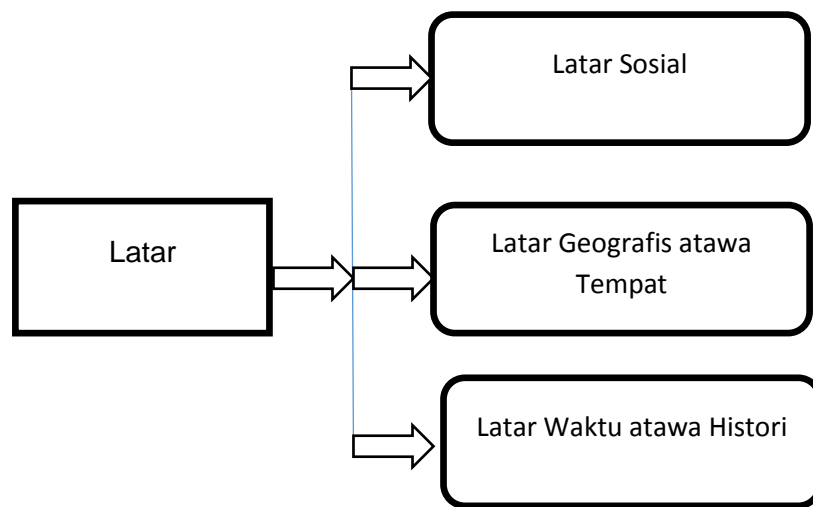 Latar Sosial
Latar
Latar Geografis atawa
Tempat
Latar Waktu atawa Histori